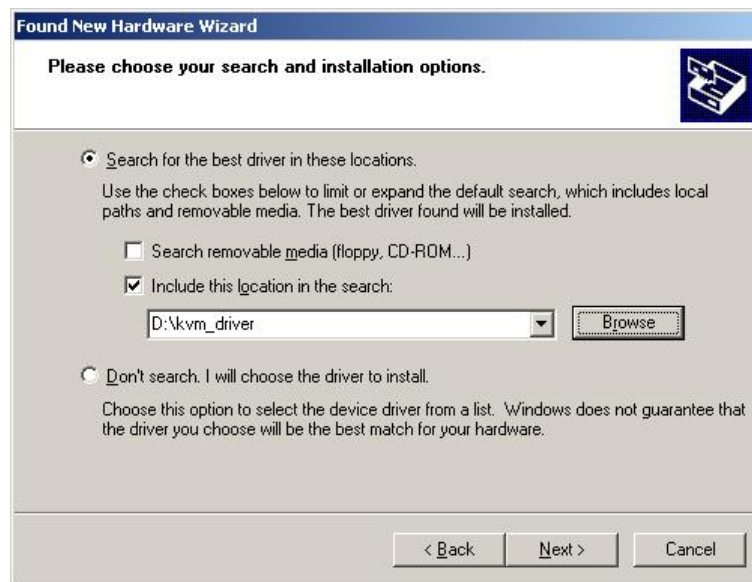 Found New Hardware Wizard
Please choose your search and installation options.
Search for the best driver in these locations.
Use the check boxes below to limit or expand the default search, which includes local
paths and removable media. The best driver found will be installed.
Search removable media (floppy, CD-ROM...)
Include this location in the search:
D:\kvm_driver
Browse
Don't search. I will choose the driver to install.
Choose this option to select the device driver from a list. Windows does not guarantee that
the driver you choose will be the best match for your hardware.
< Back
Next >
Cancel